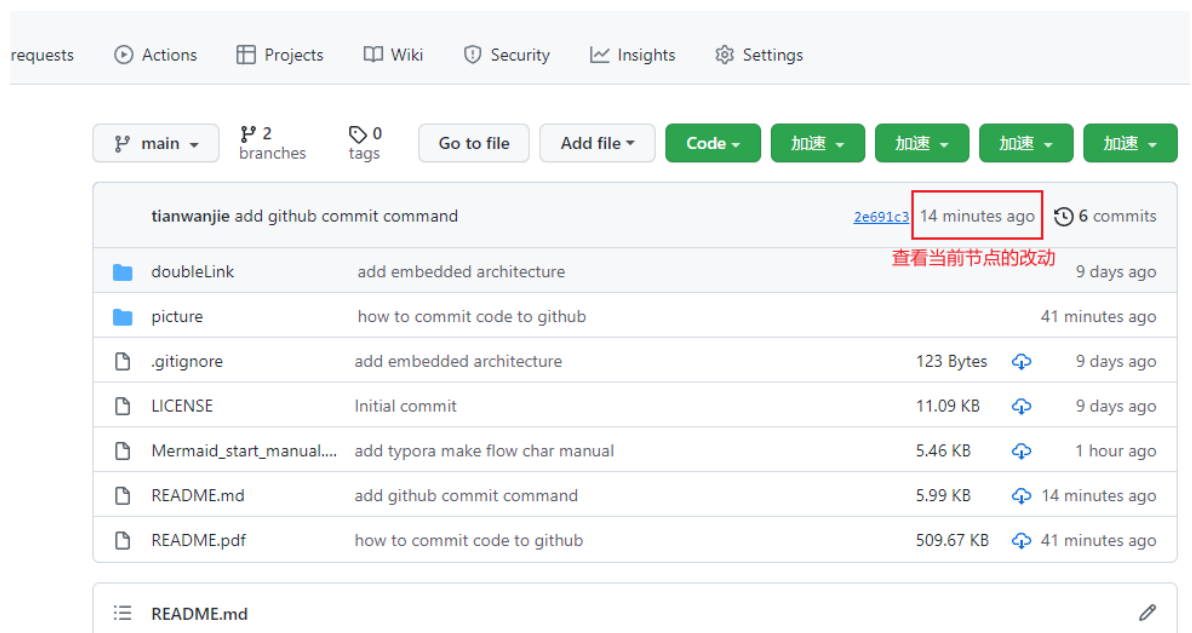 requests Actions Projects Wiki Security Insights Settings
main 2 branches 0 tags Go to file Add file Code 加速 加速 加速 加速
tianwanjie add github commit command 2e691c3 14 minutes ago 6 commits
查看当前节点的改动
doubleLink add embedded architecture 9 days ago
picture how to commit code to github 41 minutes ago
.gitignore add embedded architecture 123 Bytes 9 days ago
LICENSE Initial commit 11.09 KB 9 days ago
Mermaid_start_manual.... add typora make flow char manual 5.46 KB 1 hour ago
README.md add github commit command 5.99 KB 14 minutes ago
README.pdf how to commit code to github 509.67 KB 41 minutes ago
README.md